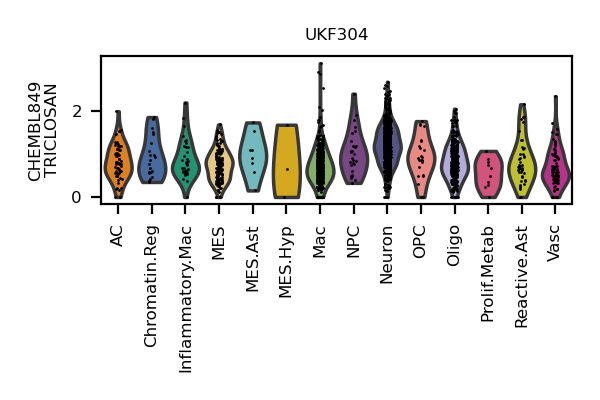 UKF304
CHEMBL849
TRICLOSAN
2
0
AC
Chromatin.Reg
Inflammatory.Mac
MES
MES.Ast
MES.Hyp
Mac
NPC
Neuron
OPC
Oligo
Prolif.Metab
Reactive.Ast
Vasc